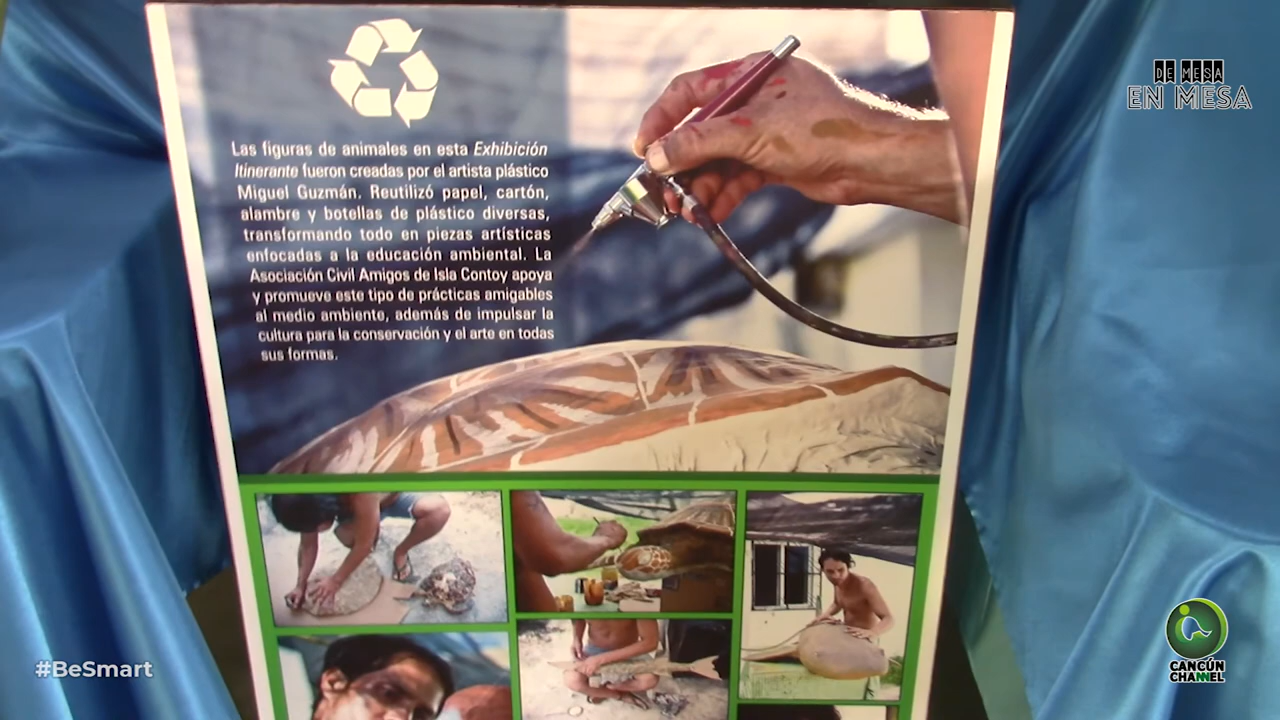 DE MESA
EN MESA
Las figuras de animales en esta Exhibición
Itinerante fueron creadas por el artista plástico
Miguel Guzmán. Reutilizó papel, cartón,
alambre y botellas de plástico diversas,
transformando todo en piezas artísticas
enfocadas a la educación ambiental. La
Asociación Civil Amigos de Isla Contoy apoya
y promueve este tipo de prácticas amigables
al medio ambiente, además de impulsar la
cultura para la conservación y el arte en todas
sus formas.
#BeSmart
CANCÚN
CHANNEL